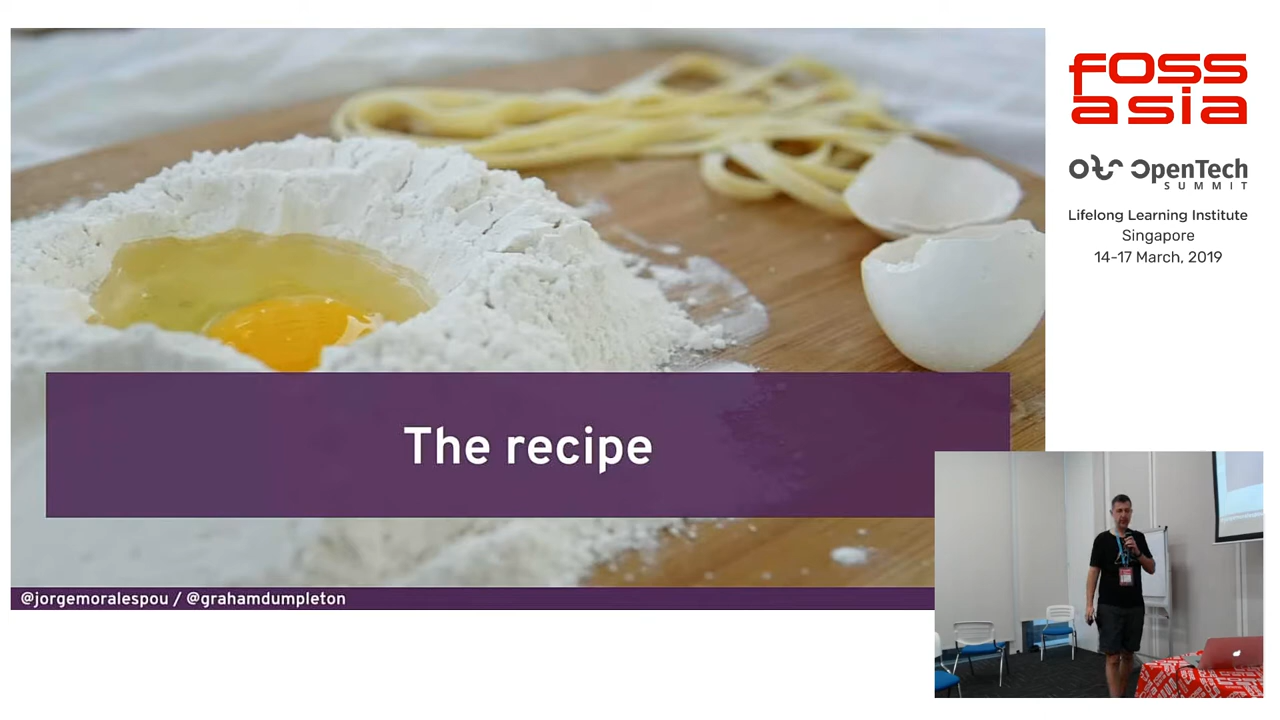 The recipe
@jorgemoralespou / @grahamdumpleton
fOSS
asia
OpenTech
SUMMIT
Lifelong Learning Institute
Singapore
14-17 March, 2019